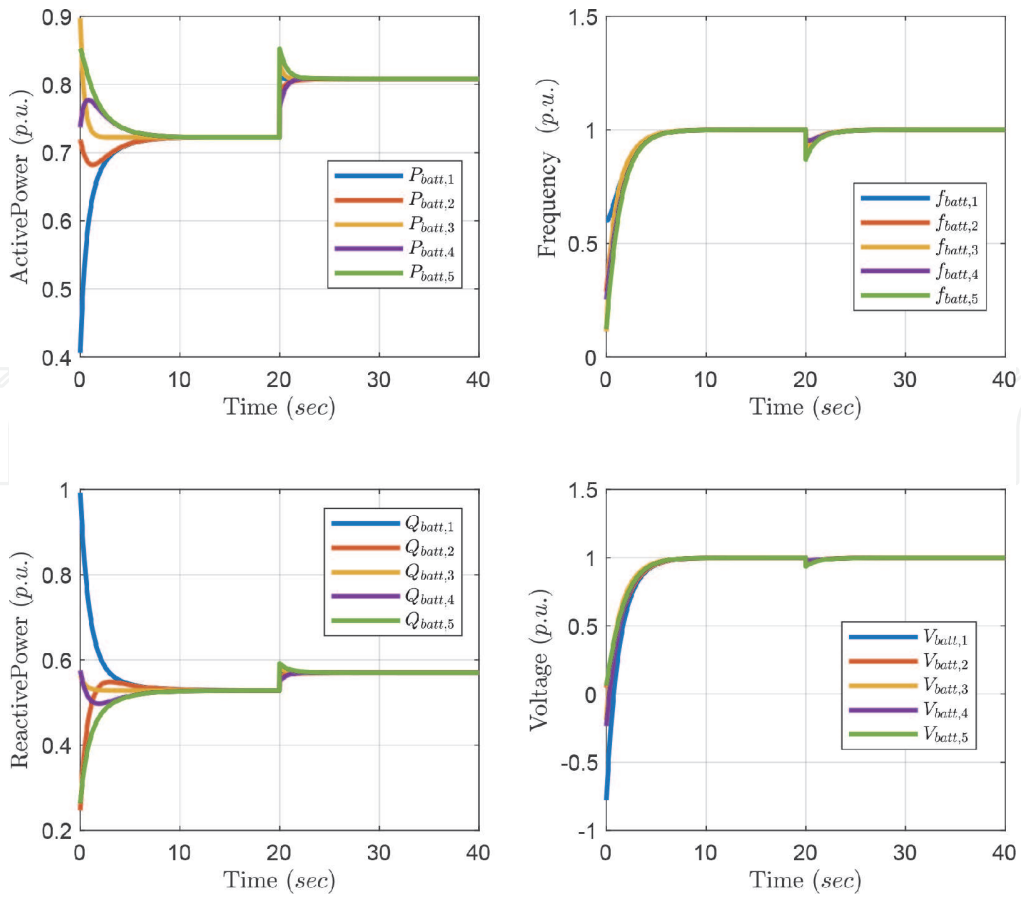 0.9
0.8
0.7
0.6
0.5
0.4
ActivePower (p.u.)
P_batt,1
P_batt,2
P_batt,3
P_batt,4
P_batt,5
0 10 20 30 40
Time (sec)
1.5
1
0.5
0
Frequency (p.u.)
f_batt,1
f_batt,2
f_batt,3
f_batt,4
f_batt,5
0 10 20 30 40
Time (sec)
1
0.8
0.6
0.4
0.2
ReactivePower (p.u.)
Q_batt,1
Q_batt,2
Q_batt,3
Q_batt,4
Q_batt,5
0 10 20 30 40
Time (sec)
1.5
1
0.5
0
-0.5
-1
Voltage (p.u.)
V_batt,1
V_batt,2
V_batt,3
V_batt,4
V_batt,5
0 10 20 30 40
Time (sec)